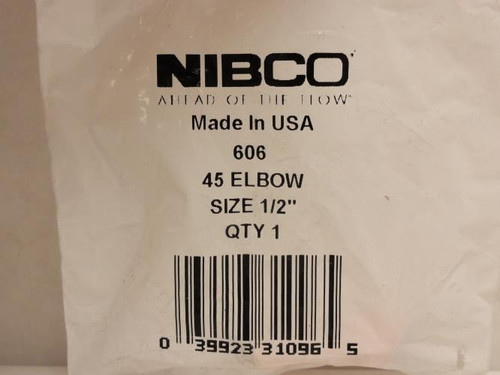 NIBCO
AHEAD OF THE FLOW
Made In USA
606
45 ELBOW
SIZE 1/2"
QTY 1
0 39923 31096 5